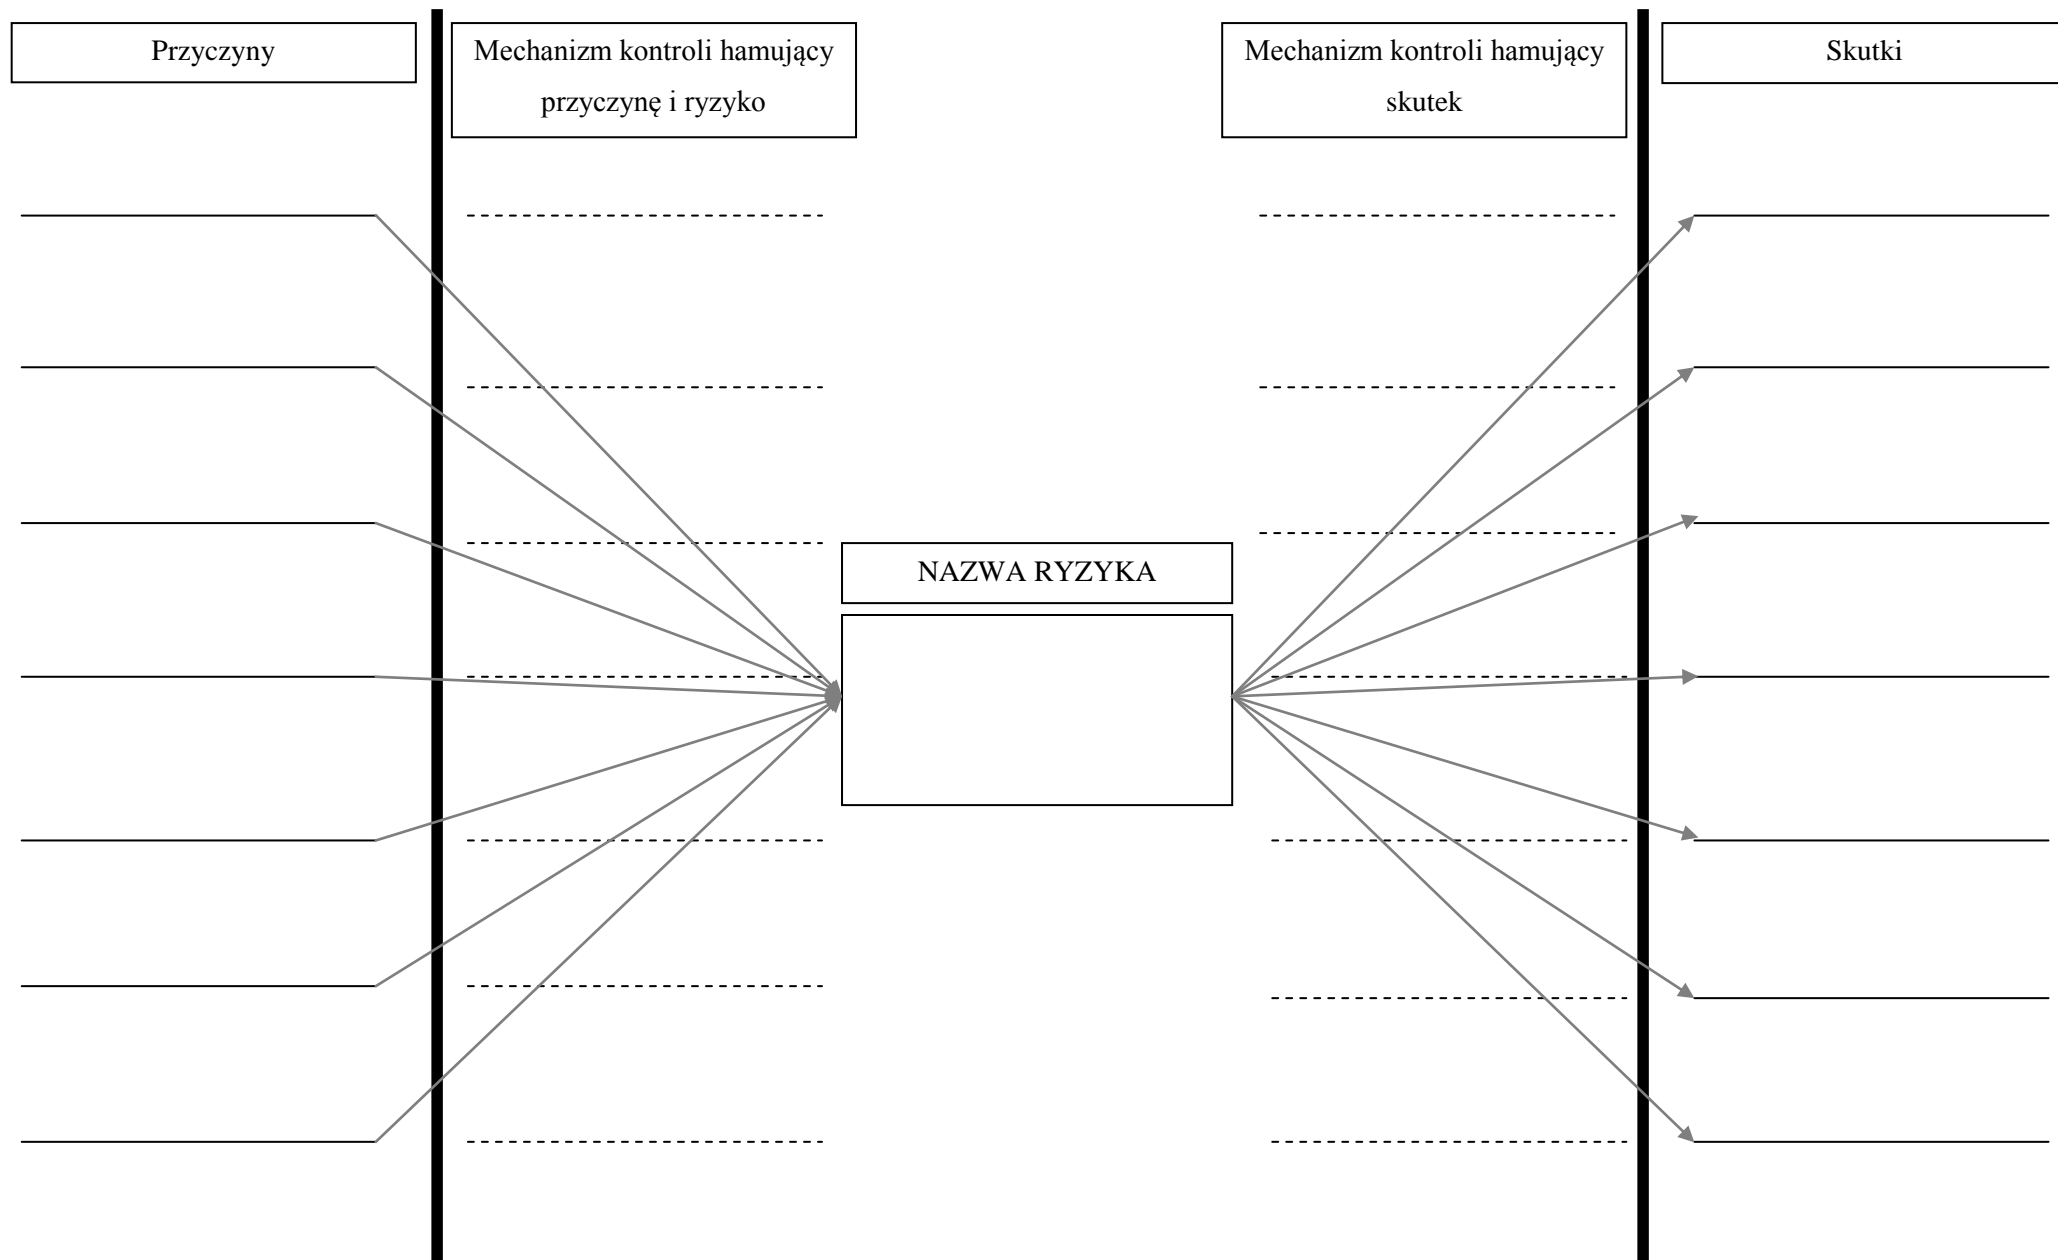 Przyczyny
Mechanizm kontroli hamujący
przyczynę i ryzyko
Mechanizm kontroli hamujący
skutek
Skutki
NAZWA RYZYKA